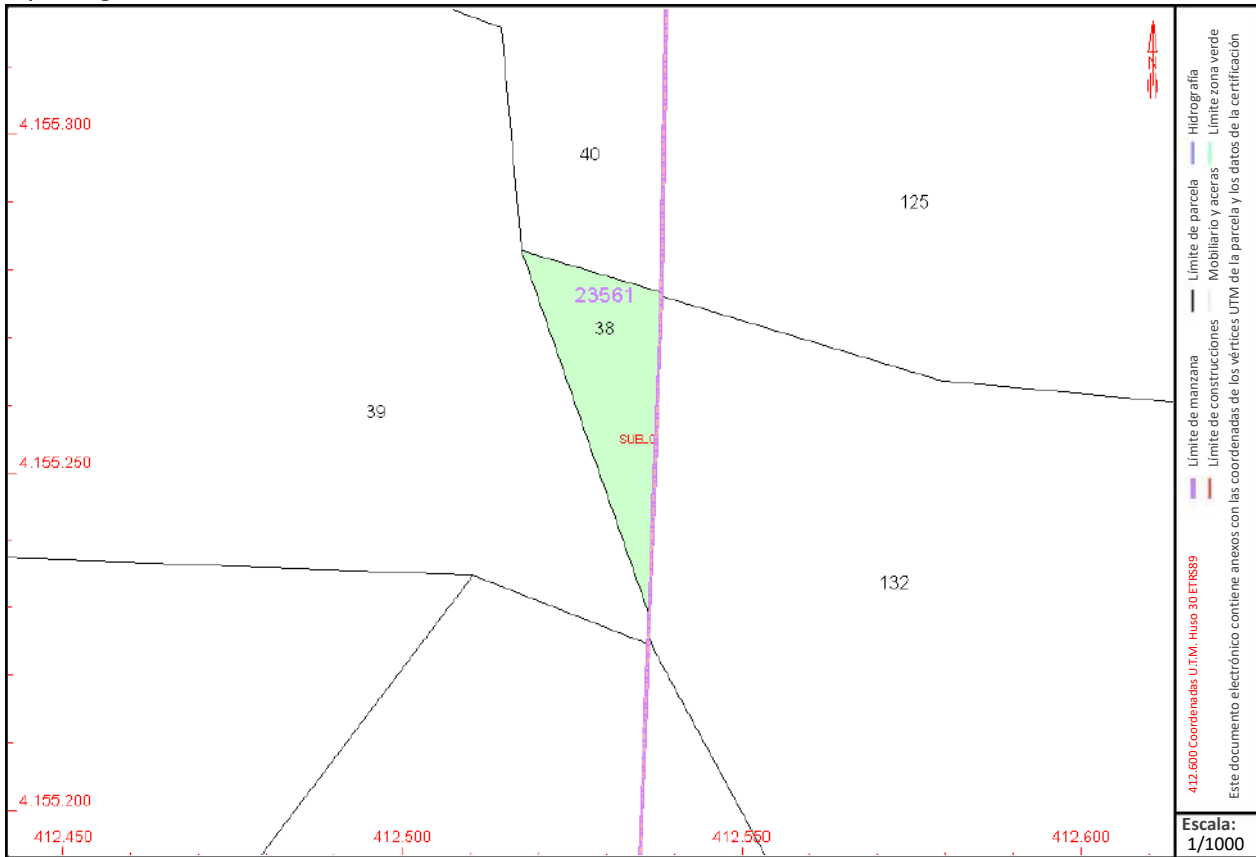 4.155.300
40
125
23561
38
39
SUELO
4.155.250
132
4.155.200
412.450
412.500
412.550
412.600
N
Límite de manzana
Límite de parcela
Hidrografía
Límite de construcciones
Mobiliario y aceras
Límite zona verde
412.600 Coordenadas U.T.M. Huso 30 ETRS89
Este documento electrónico contiene anexos con las coordenadas de los vértices UTM de la parcela y los datos de la certificación
Escala:
1/1000